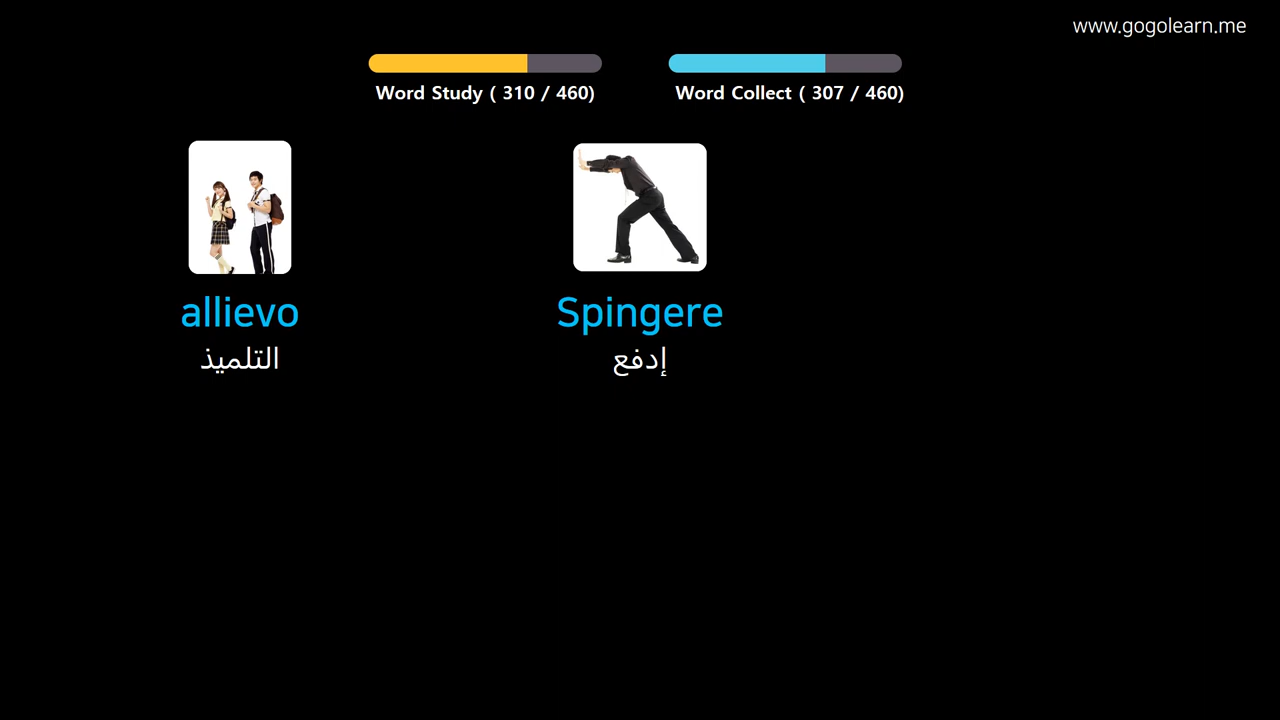 www.gogolearn.me
Word Study ( 310 / 460)
Word Collect ( 307 / 460)
allievo
التلميذ
Spingere
إدفع